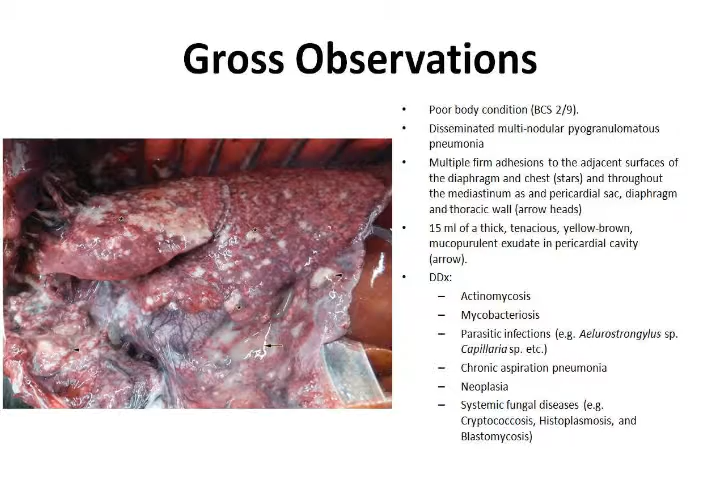 Gross Observations
• Poor body condition (BCS 2/9).
• Disseminated multi-nodular pyogranulomatous
pneumonia
• Multiple firm adhesions to the adjacent surfaces of
the diaphragm and chest (stars) and throughout
the mediastinum as and pericardial sac, diaphragm
and thoracic wall (arrow heads)
• 15 ml of a thick, tenacious, yellow-brown,
mucopurulent exudate in pericardial cavity
(arrow).
• DDx:
– Actinomycosis
– Mycobacteriosis
– Parasitic infections (e.g. Aelurostrongylus sp.
Capillaria sp. etc.)
– Chronic aspiration pneumonia
– Neoplasia
– Systemic fungal diseases (e.g.
Cryptococcosis, Histoplasmosis, and
Blastomycosis)